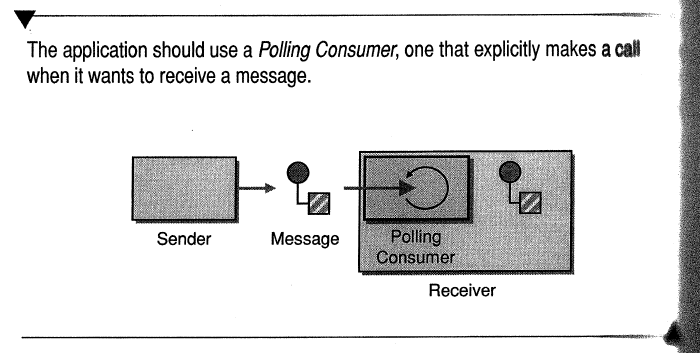 The application should use a Polling Consumer, one that explicitly makes a call
when it wants to receive a message.
Sender
Message
Polling
Consumer
Receiver